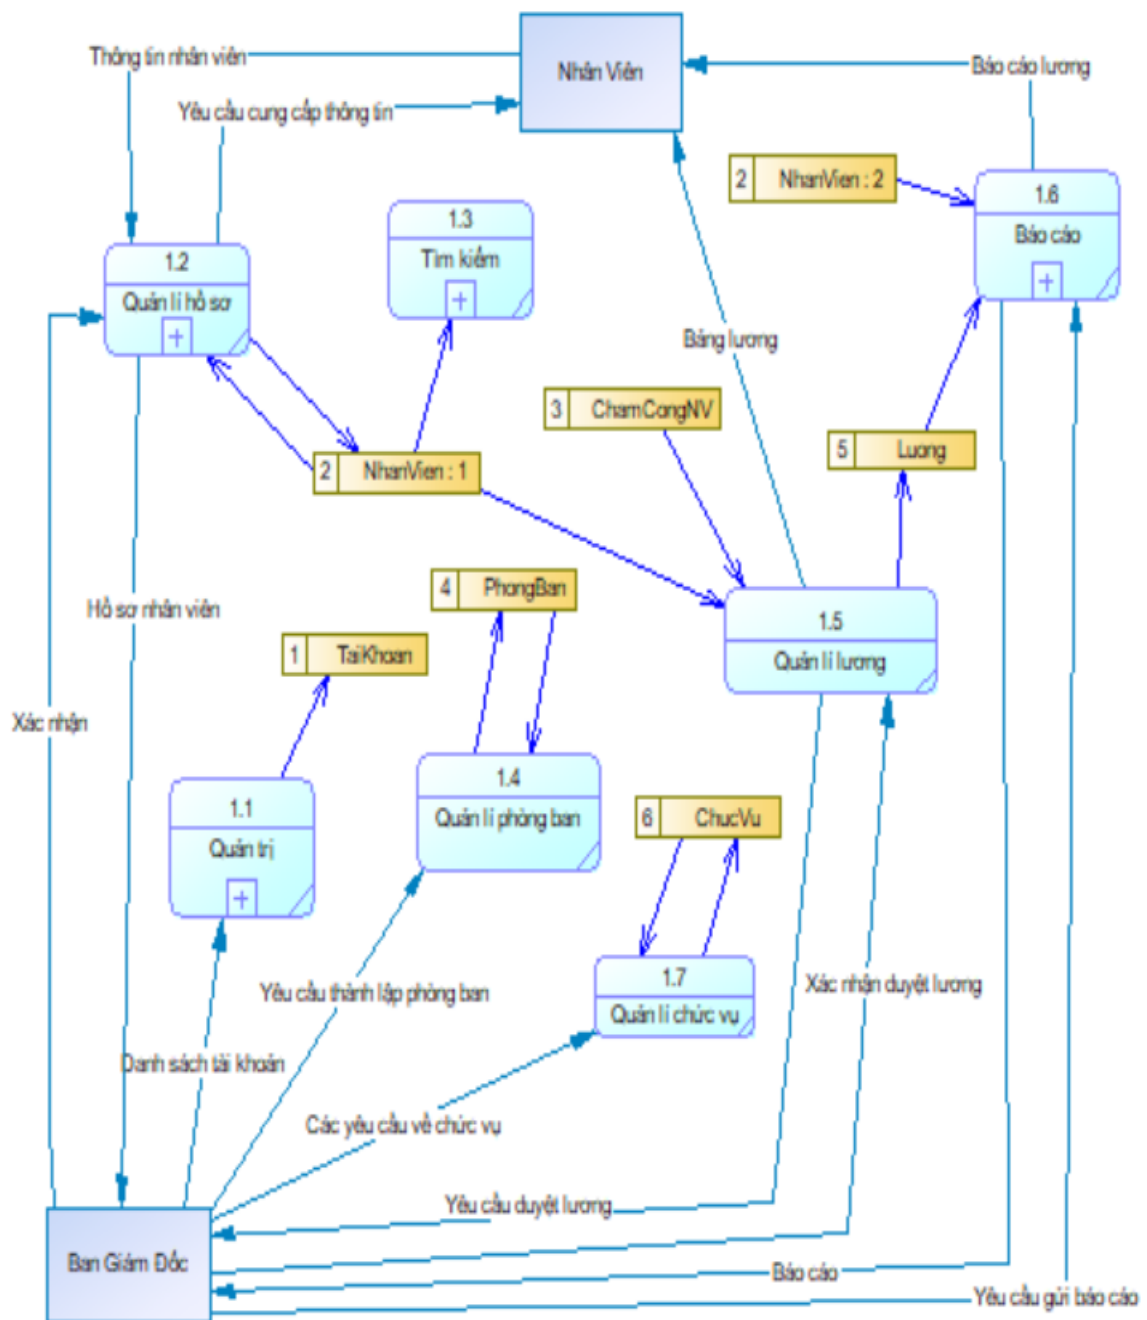 Thông tin nhân viên
Nhân Viên
Báo cáo lương
Yêu cầu cung cấp thông tin
2 NhanVien : 2
1.6
Báo cáo
1.3
Tìm kiếm
1.2
Quản lí hồ sơ
Bảng lương
3 ChamCongNV
5 Luong
2 NhanVien : 1
4 PhongBan
Hồ sơ nhân viên
1.5
Quản lí lương
1 TaiKhoan
Xác nhận
1.4
Quản lí phòng ban
1.1
Quản trị
6 ChucVu
1.7
Quản lí chức vụ
Xác nhận duyệt lương
Yêu cầu thành lập phòng ban
Danh sách tài khoản
Các yêu cầu về chức vụ
Yêu cầu duyệt lương
Ban Giám Đốc
Báo cáo
Yêu cầu gửi báo cáo